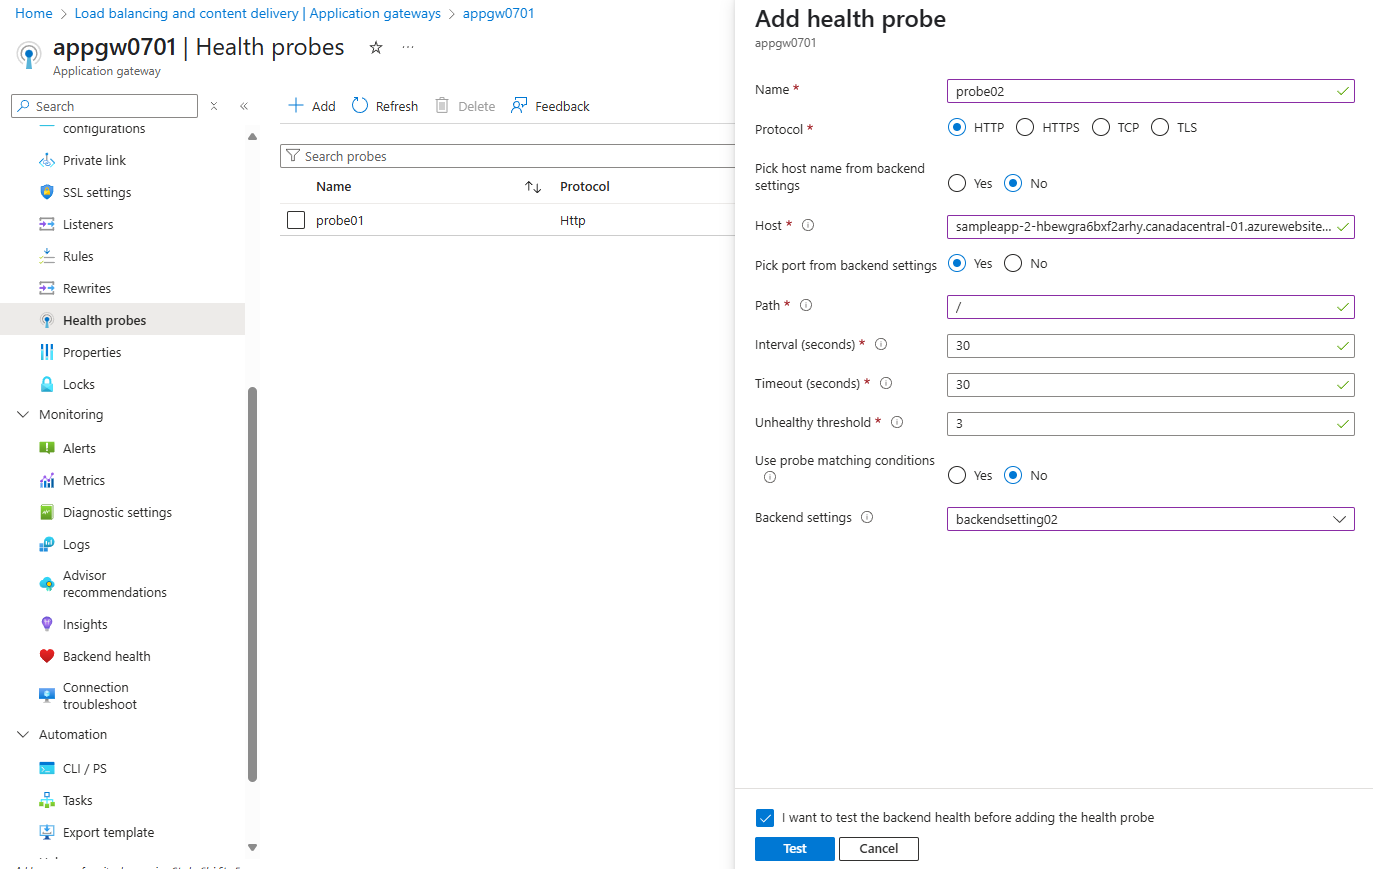 Home > Load balancing and content delivery | Application gateways > appgw0701
appgw0701 | Health probes
Application gateway
Search
configurations
Private link
SSL settings
Listeners
Rules
Rewrites
Health probes
Properties
Locks
Monitoring
Alerts
Metrics
Diagnostic settings
Logs
Advisor
recommendations
Insights
Backend health
Connection
troubleshoot
Automation
CLI / PS
Tasks
Export template
Add
Refresh
Delete
Feedback
Search probes
Name Protocol
probe01 Http
Add health probe
appgw0701
Name * probe02
Protocol * HTTP HTTPS TCP TLS
Pick host name from backend
settings Yes No
Host * sampleapp-2-hbewgra6bxf2arhy.canadacentral-01.azurewebsite...
Pick port from backend settings Yes No
Path * /
Interval (seconds) * 30
Timeout (seconds) * 30
Unhealthy threshold * 3
Use probe matching conditions
Yes No
Backend settings backendsetting02
I want to test the backend health before adding the health probe
Test Cancel